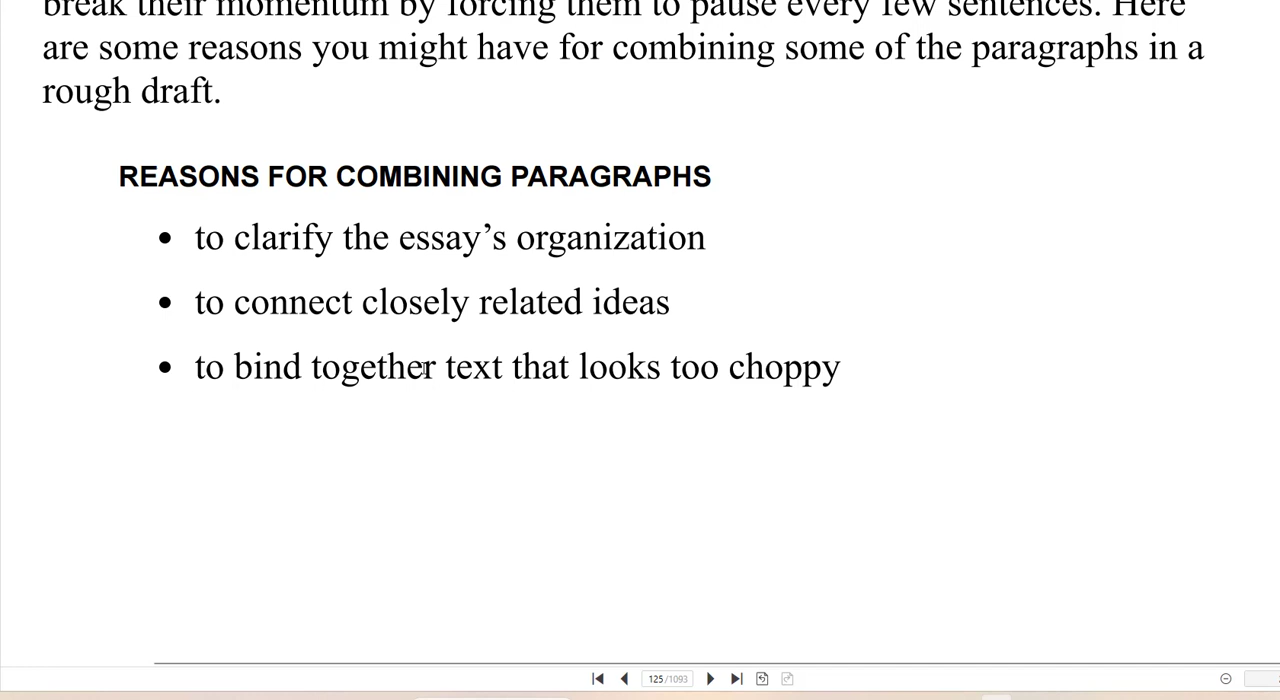 break their momentum by forcing them to pause every few sentences. Here
are some reasons you might have for combining some of the paragraphs in a
rough draft.
REASONS FOR COMBINING PARAGRAPHS
• to clarify the essay’s organization
• to connect closely related ideas
• to bind together text that looks too choppy
125/1093